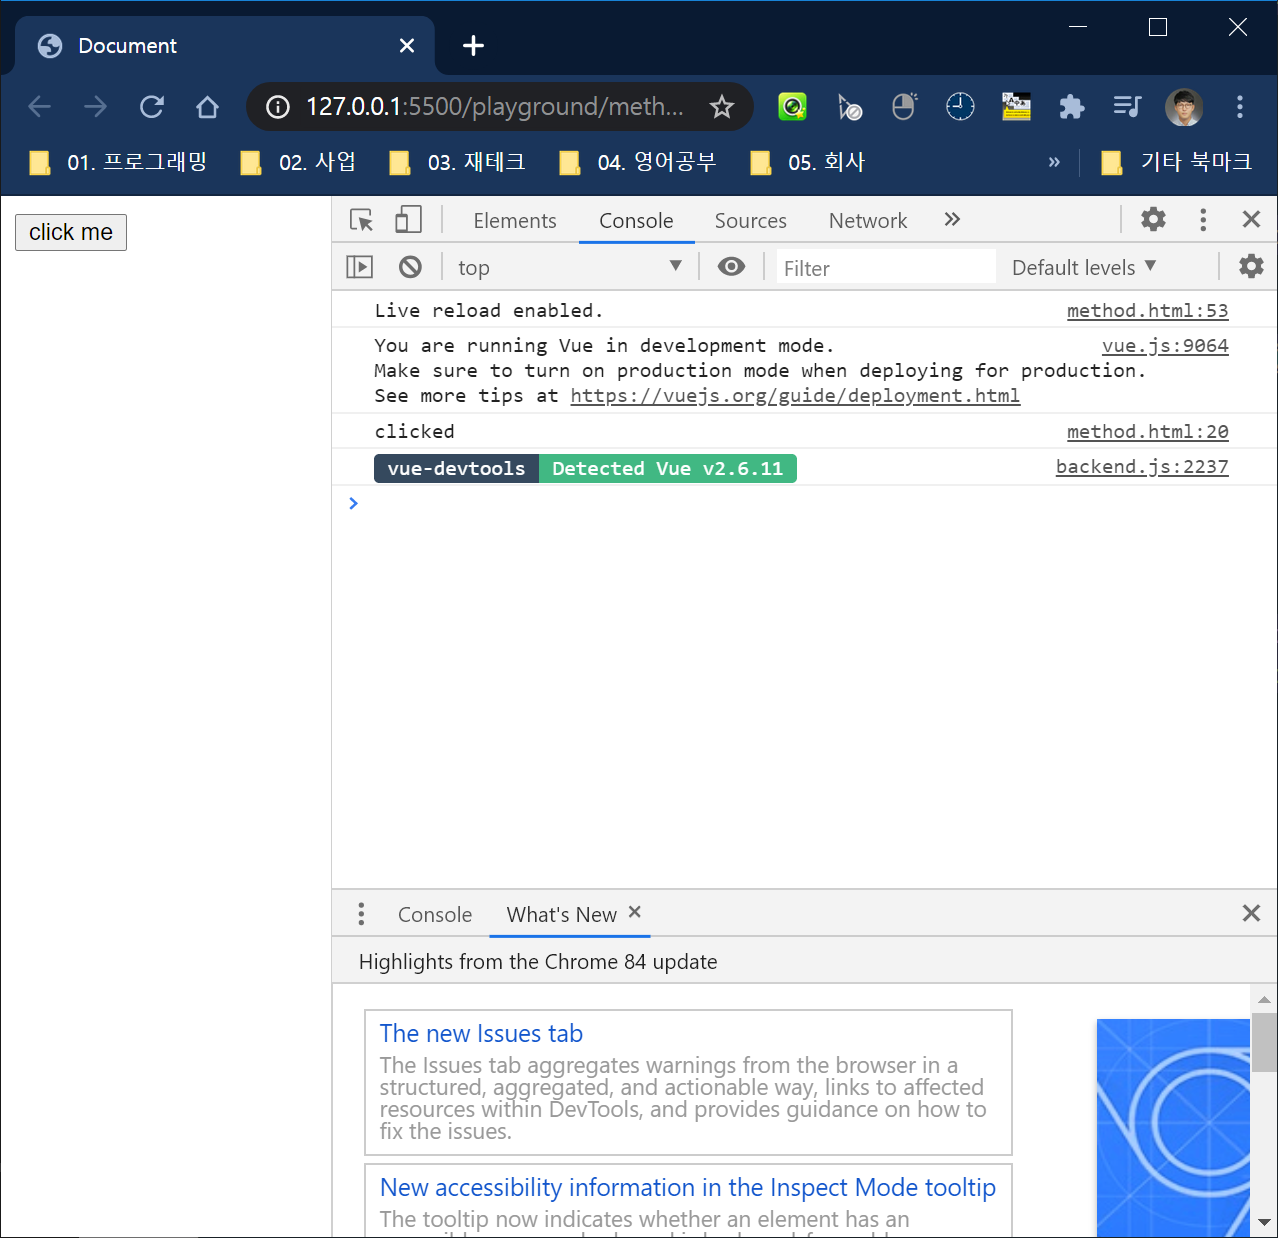 Document
127.0.0.1:5500/playground/meth...
01. 프로그래밍
02. 사업
03. 재테크
04. 영어공부
05. 회사
»
기타 북마크
click me
Elements
Console
Sources
Network
top
Filter
Default levels
Live reload enabled.
method.html:53
You are running Vue in development mode.
vue.js:9064
Make sure to turn on production mode when deploying for production.
See more tips at https://vuejs.org/guide/deployment.html
clicked
method.html:20
vue-devtools Detected Vue v2.6.11
backend.js:2237
Console
What's New
Highlights from the Chrome 84 update
The new Issues tab
The Issues tab aggregates warnings from the browser in a
structured, aggregated, and actionable way, links to affected
resources within DevTools, and provides guidance on how to
fix the issues.
New accessibility information in the Inspect Mode tooltip
The tooltip now indicates whether an element has an